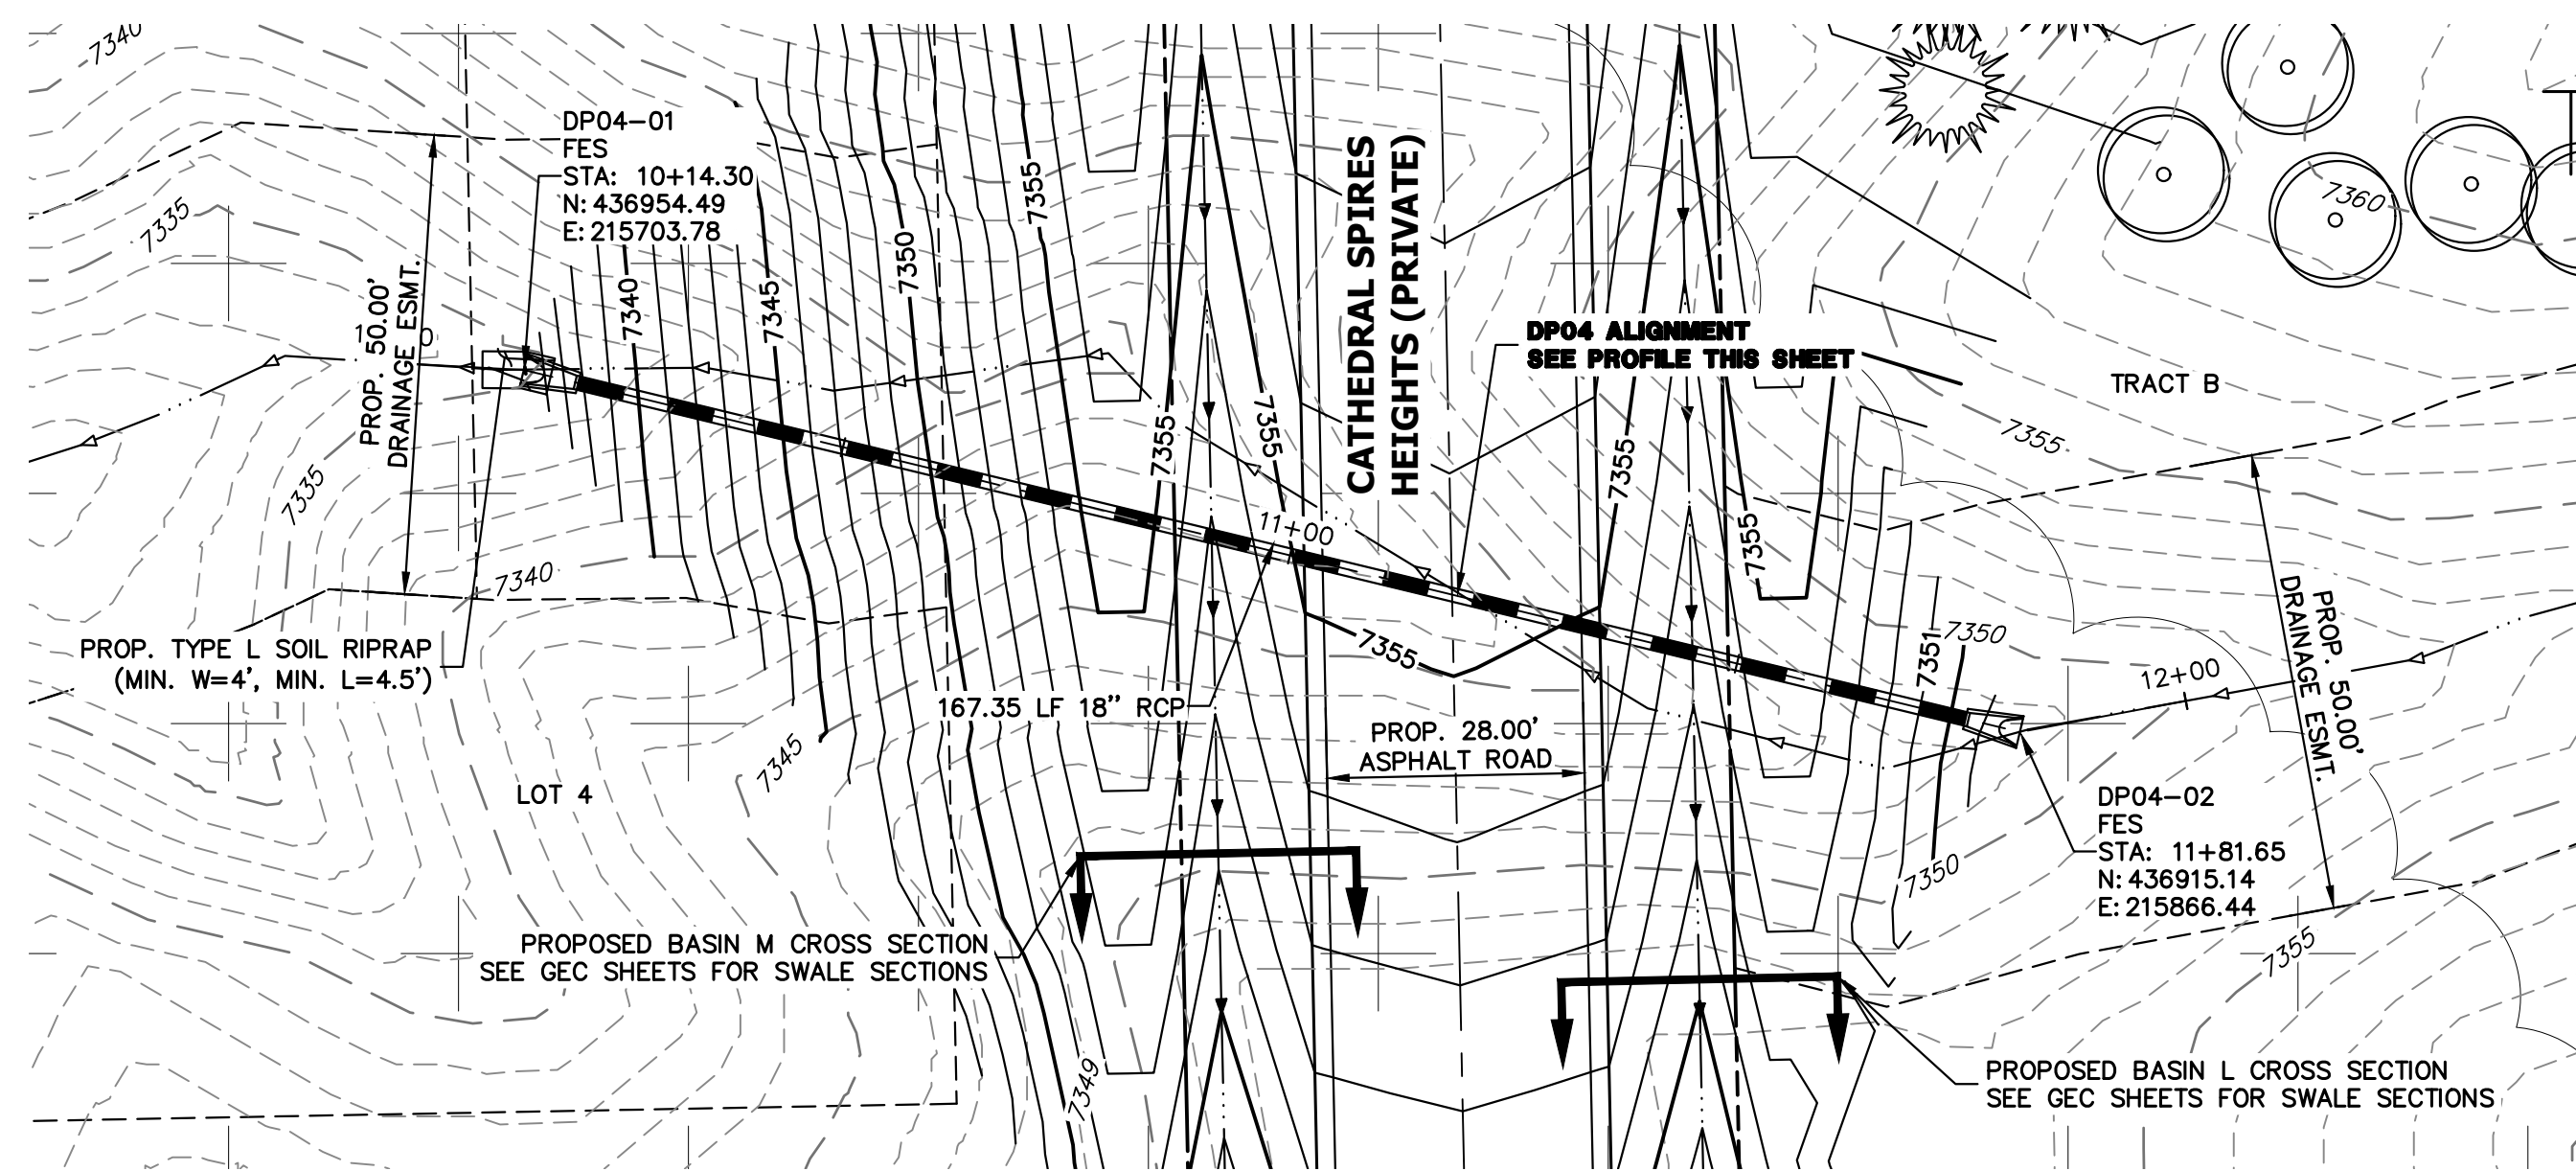 7340
DP04-01
FES
STA: 10+14.30
N: 436954.49
E: 215703.78
7335
7355
7350
7340
7345
PROP. 50.00'
DRAINAGE ESMT.
CATHEDRAL SPIRES
HEIGHTS (PRIVATE)
7360
DP04 ALIGNMENT
SEE PROFILE THIS SHEET
TRACT B
7355
7355
7355
7355
7355
7335
11+00
7340
PROP. TYPE L SOIL RIPRAP
(MIN. W=4', MIN. L=4.5')
7355
7351
7350
12+00
PROP. 50.00'
DRAINAGE ESMT.
167.35 LF 18" RCP
PROP. 28.00'
ASPHALT ROAD
7345
LOT 4
DP04-02
FES
STA: 11+81.65
N: 436915.14
E: 215866.44
7350
7355
PROPOSED BASIN M CROSS SECTION
SEE GEC SHEETS FOR SWALE SECTIONS
7349
PROPOSED BASIN L CROSS SECTION
SEE GEC SHEETS FOR SWALE SECTIONS